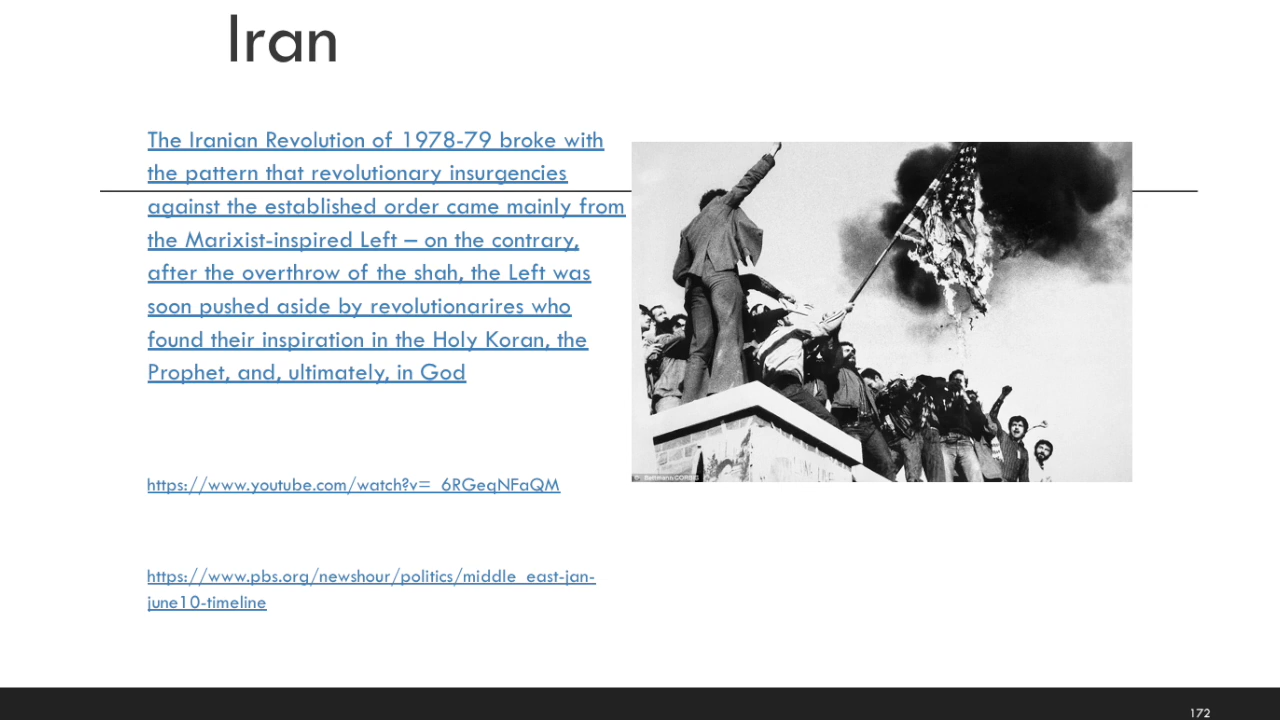 Iran
The Iranian Revolution of 1978-79 broke with
the pattern that revolutionary insurgencies
against the established order came mainly from
the Marixist-inspired Left – on the contrary,
after the overthrow of the shah, the Left was
soon pushed aside by revolutionarires who
found their inspiration in the Holy Koran, the
Prophet, and, ultimately, in God
https://www.youtube.com/watch?v=_6RGeqNFaQM
https://www.pbs.org/newshour/politics/middle_east-jan-
june10-timeline
© Bettmann/CORBIS
172